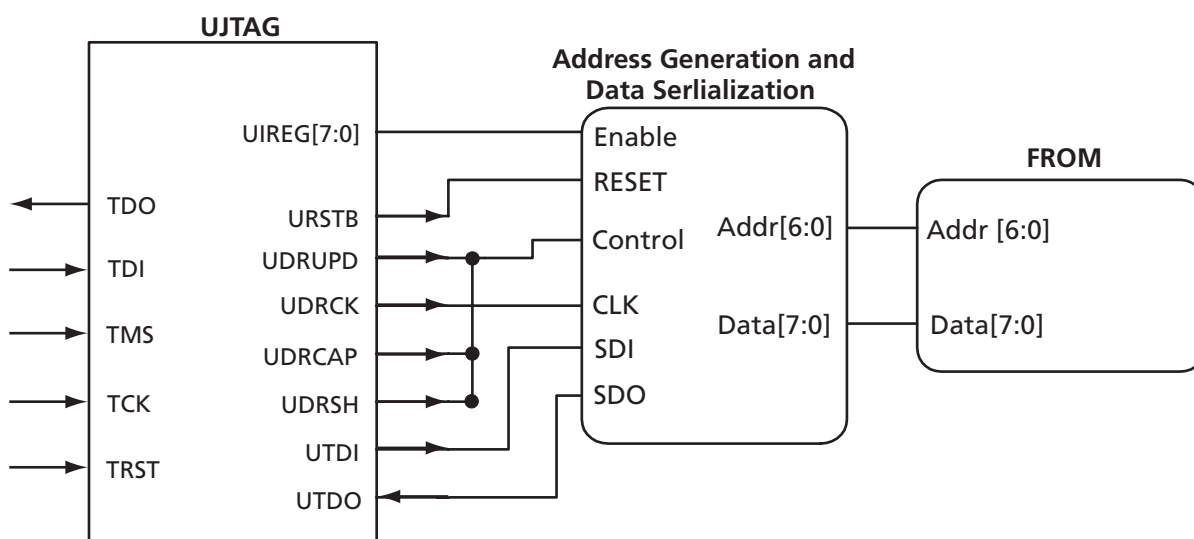 UJTAG
TDO
TDI
TMS
TCK
TRST
UIREG[7:0]
URSTB
UDRUPD
UDRCK
UDRCAP
UDRSH
UTDI
UTDO
Address Generation and
Data Serlialization
Enable
RESET
Control
CLK
SDI
SDO
Addr[6:0]
Data[7:0]
FROM
Addr [6:0]
Data[7:0]